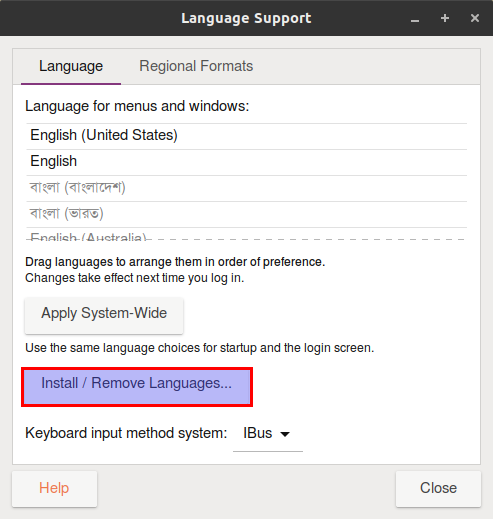 Language Support
Language Regional Formats
Language for menus and windows:
English (United States)
English
বাংলা (বাংলাদেশ)
বাংলা (ভারত)
English (Australia)
Drag languages to arrange them in order of preference.
Changes take effect next time you log in.
Apply System-Wide
Use the same language choices for startup and the login screen.
Install / Remove Languages...
Keyboard input method system: IBus
Help Close